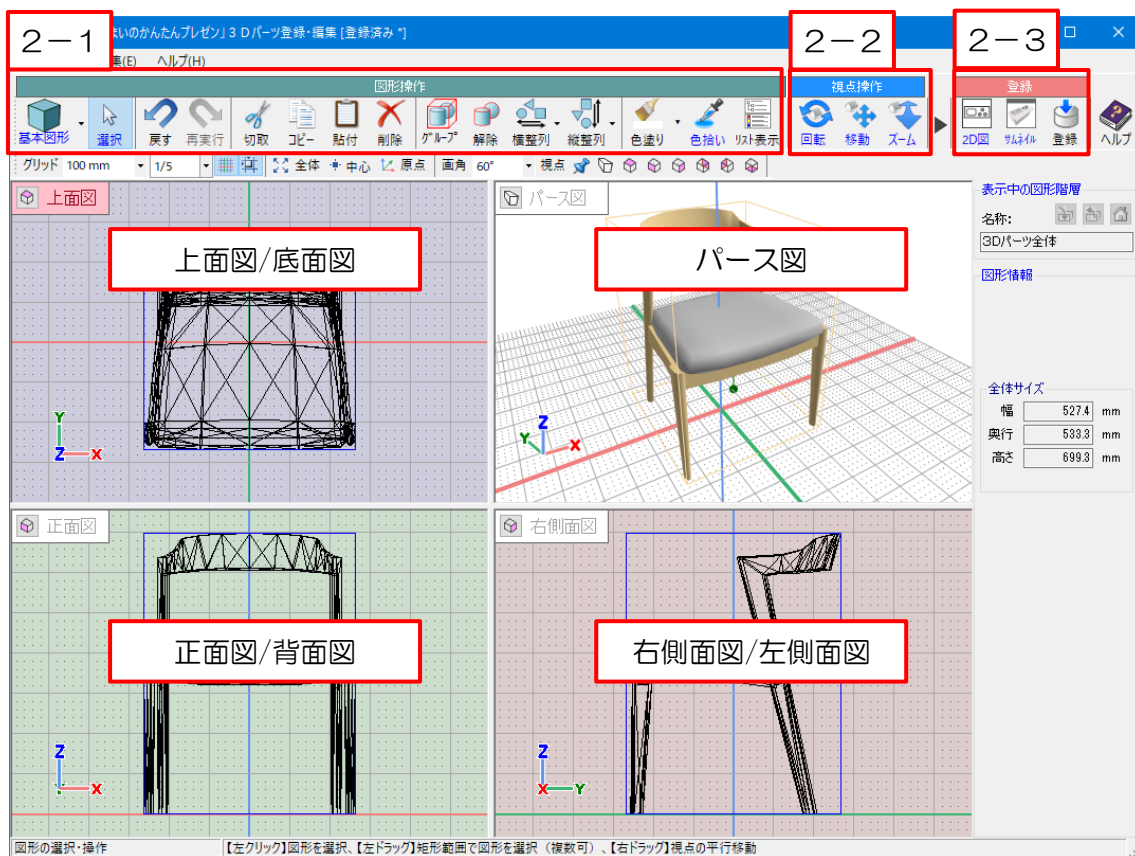 2－1
2－2
2－3
まいのかんたんプレゼン」3Dパーツ登録・編集 [登録済み *]
集(E) ヘルプ(H)
図形操作
視点操作
登録
基本図形
選択
戻す
再実行
切取
コピー
貼付
削除
グループ
解除
横整列
縦整列
色塗り
色拾い
リスト表示
回転
移動
ズーム
2D図
サムネイル
登録
ヘルプ
グリッド 100 mm 1/5 全体 中心 原点 画角 60° 視点
上面図
パース図
上面図/底面図
パース図
Y
Z X
Z
Y X
表示中の図形階層
名称:
3Dパーツ全体
図形情報
全体サイズ
幅 527.4 mm
奥行 533.3 mm
高さ 699.3 mm
正面図
右側面図
正面図/背面図
右側面図/左側面図
Z
Y X
Z
X Y
図形の選択・操作
【左クリック】図形を選択、【左ドラッグ】矩形範囲で図形を選択（複数可）、【右ドラッグ】視点の平行移動